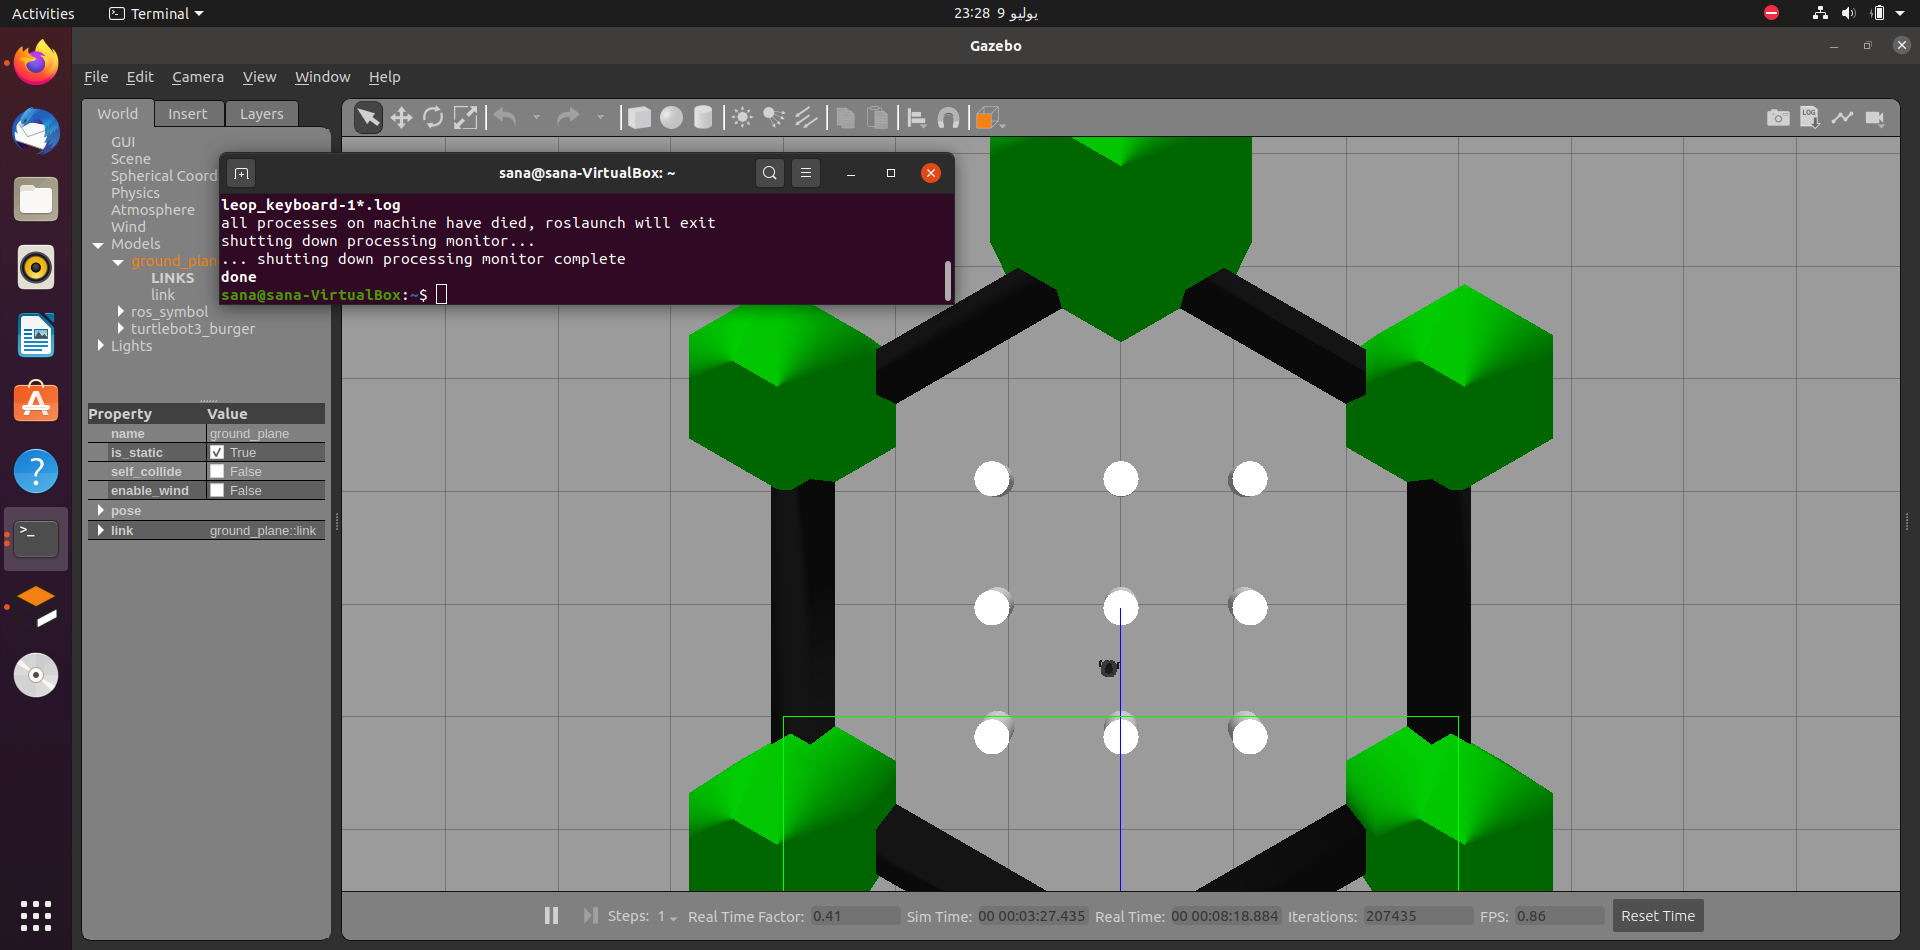 Activities
Terminal
23:28 9 يوليو
Gazebo
File Edit Camera View Window Help
World Insert Layers
GUI
Scene
Spherical Coord
Physics
Atmosphere
Wind
Models
ground_plan
LINKS
link
ros_symbol
turtlebot3_burger
Lights
sana@sana-VirtualBox: ~
leop_keyboard-1*.log
all processes on machine have died, roslaunch will exit
shutting down processing monitor...
... shutting down processing monitor complete
done
sana@sana-VirtualBox:~$
LOG
Property Value
name ground_plane
is_static True
self_collide False
enable_wind False
pose
link ground_plane::link
Steps: 1 Real Time Factor: 0.41 Sim Time: 00 00:03:27.435 Real Time: 00 00:08:18.884 Iterations: 207435 FPS: 0.86 Reset Time